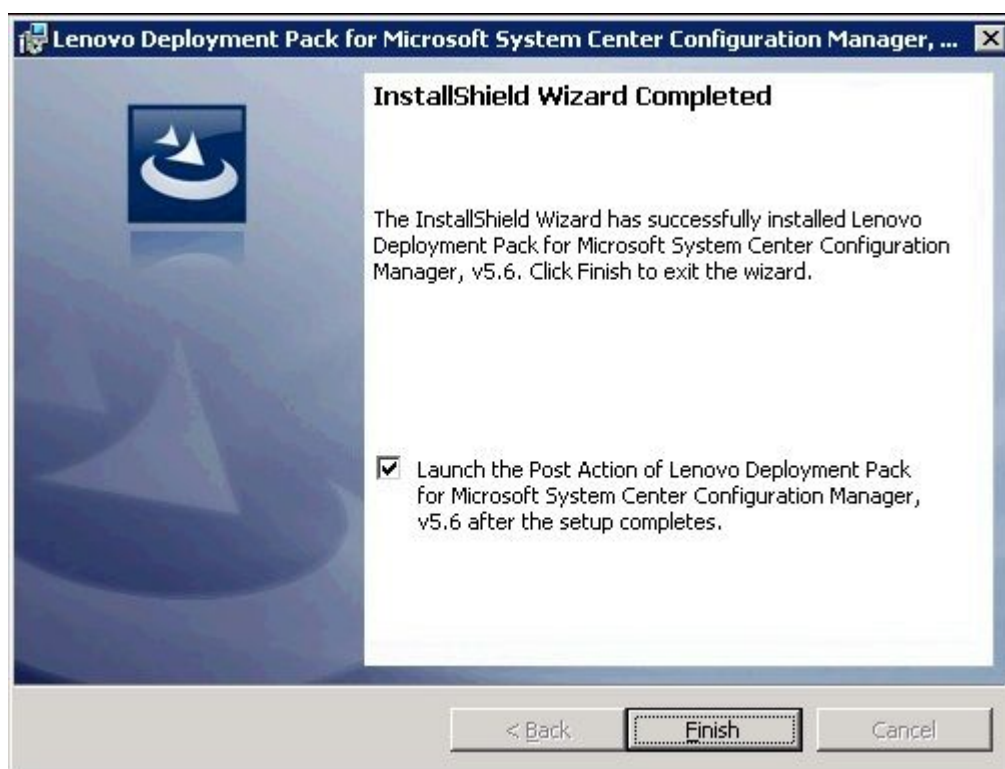 Lenovo Deployment Pack for Microsoft System Center Configuration Manager, ...
InstallShield Wizard Completed
The InstallShield Wizard has successfully installed Lenovo
Deployment Pack for Microsoft System Center Configuration
Manager, v5.6. Click Finish to exit the wizard.
Launch the Post Action of Lenovo Deployment Pack
for Microsoft System Center Configuration Manager,
v5.6 after the setup completes.
< Back Finish Cancel